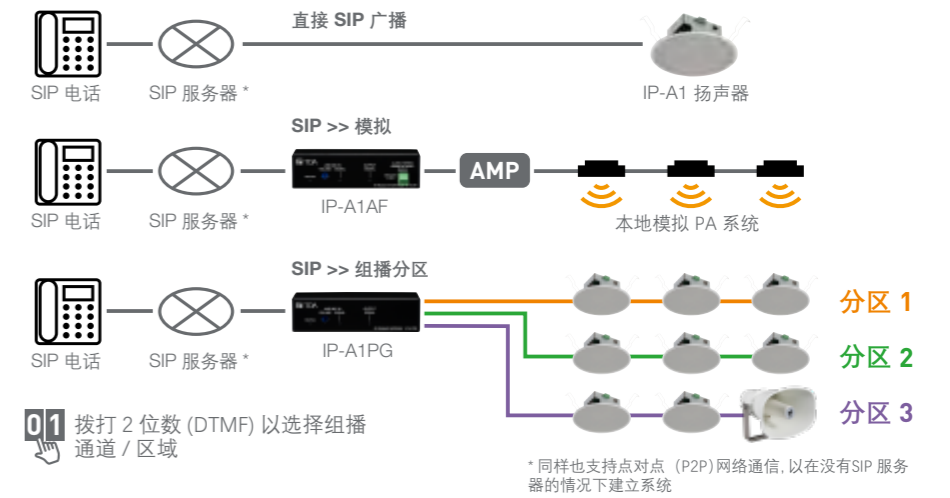 直接 SIP 广播
SIP 电话
SIP 服务器 *
IP-A1 扬声器
SIP >> 模拟
AMP
SIP 电话
SIP 服务器 *
IP-A1AF
本地模拟 PA 系统
SIP >> 组播分区
SIP 电话
SIP 服务器 *
IP-A1PG
分区 1
分区 2
分区 3
01 拨打 2 位数 (DTMF) 以选择组播
通道 / 区域
* 同样也支持点对点（P2P)网络通信, 以在没有SIP 服务
器的情况下建立系统